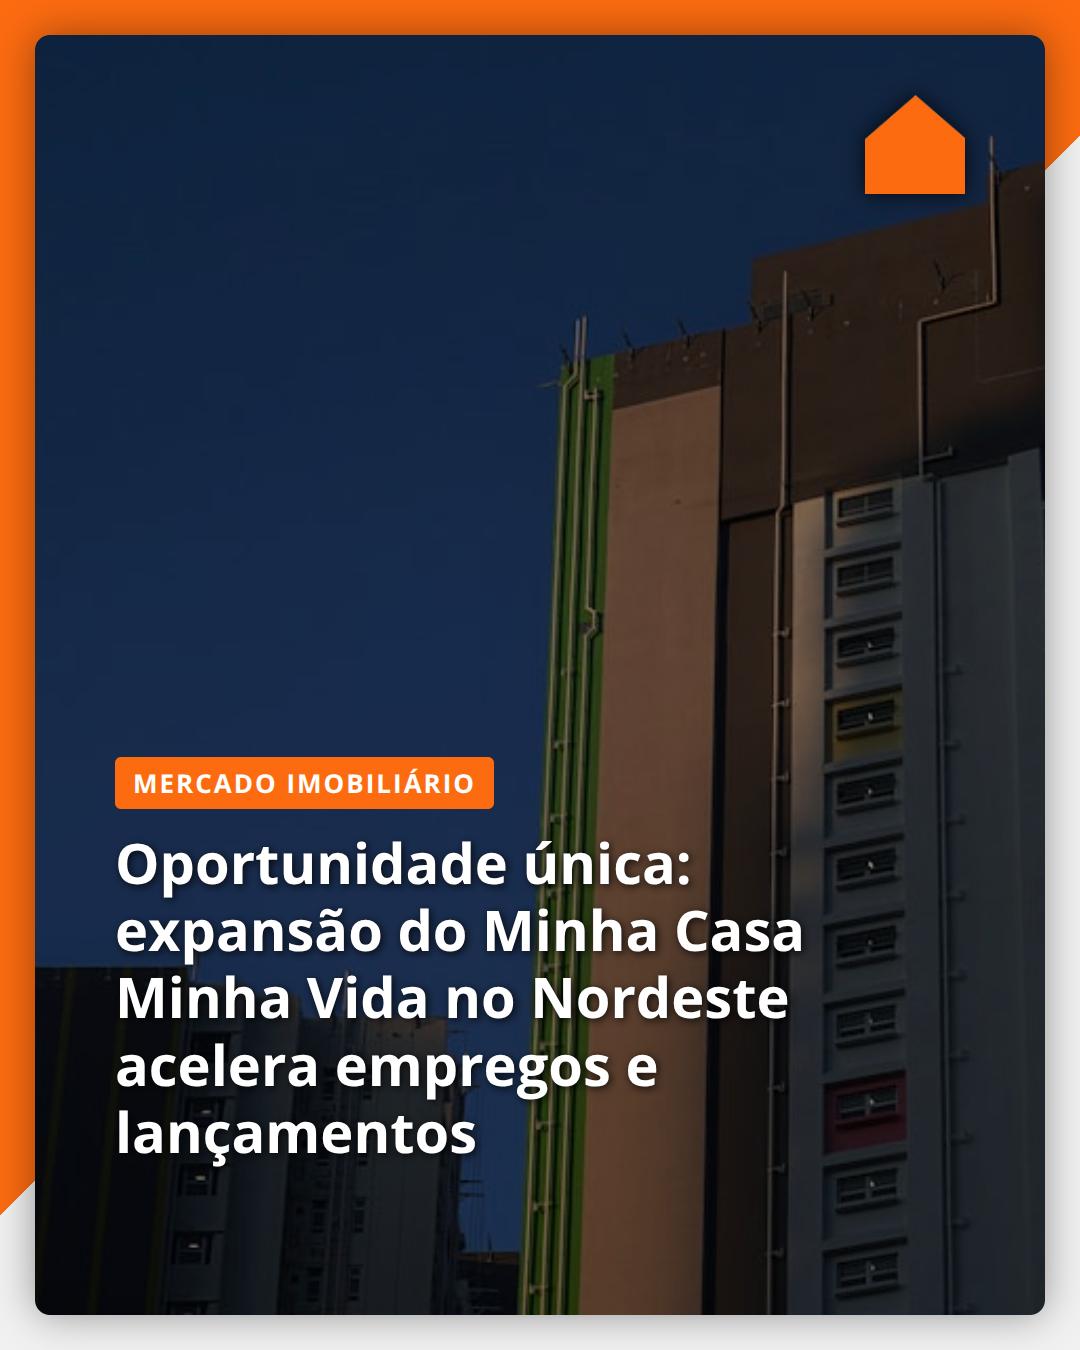 MERCADO IMOBILIÁRIO
Oportunidade única:
expansão do Minha Casa
Minha Vida no Nordeste
acelera empregos e
lançamentos